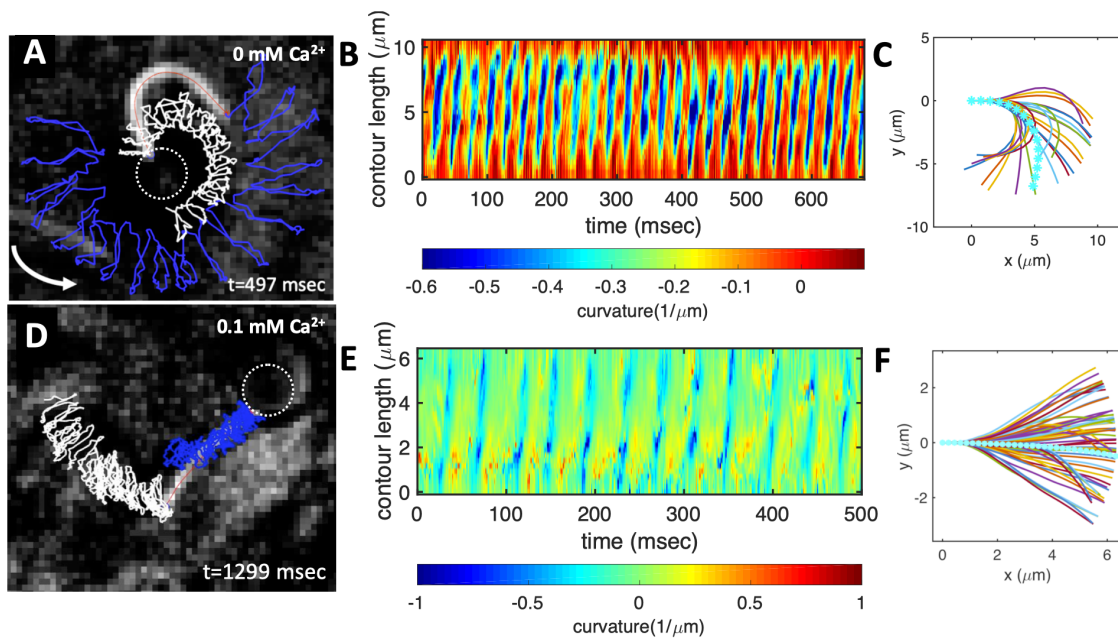 A
0 mM Ca²⁺
t=497 msec
B
contour length (μm)
10
5
0
0 100 200 300 400 500 600
time (msec)
-0.6 -0.5 -0.4 -0.3 -0.2 -0.1 0
curvature(1/μm)
C
y (μm)
5
0
-5
-10
0 5 10
x (μm)
D
0.1 mM Ca²⁺
t=1299 msec
E
contour length (μm)
6
4
2
0
0 100 200 300 400 500
time (msec)
-1 -0.5 0 0.5 1
curvature(1/μm)
F
y (μm)
2
0
-2
0 2 4 6
x (μm)